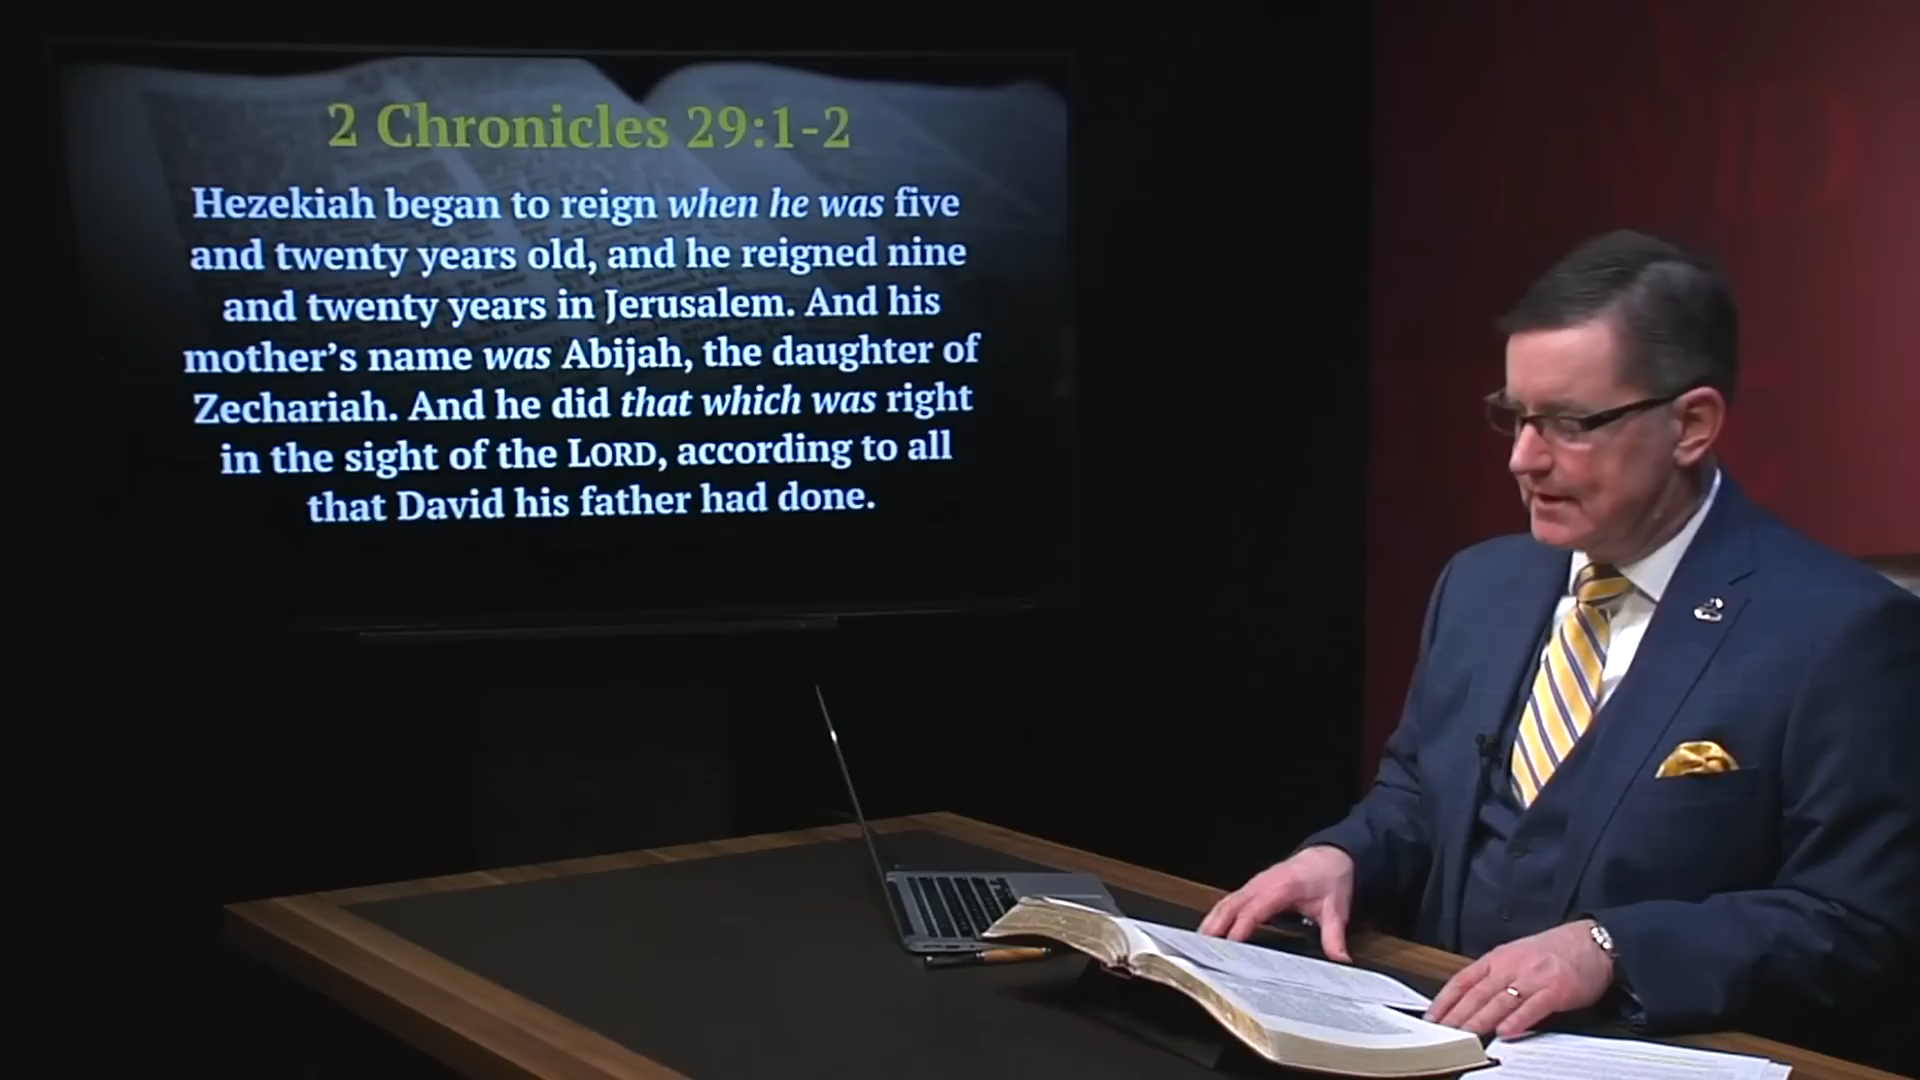 2 Chronicles 29:1-2
Hezekiah began to reign when he was five
and twenty years old, and he reigned nine
and twenty years in Jerusalem. And his
mother’s name was Abijah, the daughter of
Zechariah. And he did that which was right
in the sight of the LORD, according to all
that David his father had done.